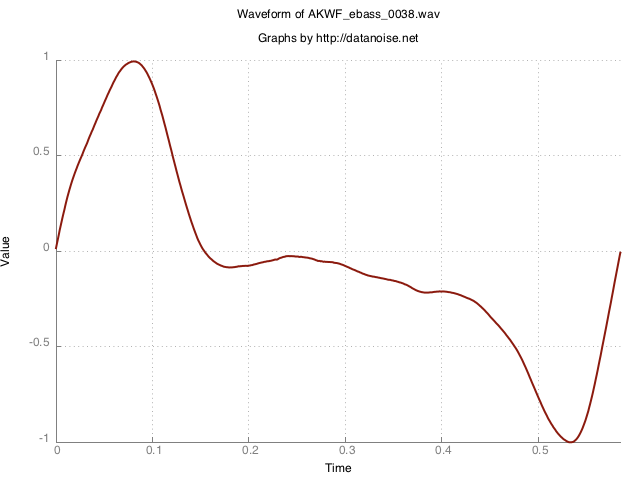 Waveform of AKWF_ebass_0038.wav
Graphs by http://datanoise.net
1
0.5
0
-0.5
-1
Value
0 0.1 0.2 0.3 0.4 0.5
Time